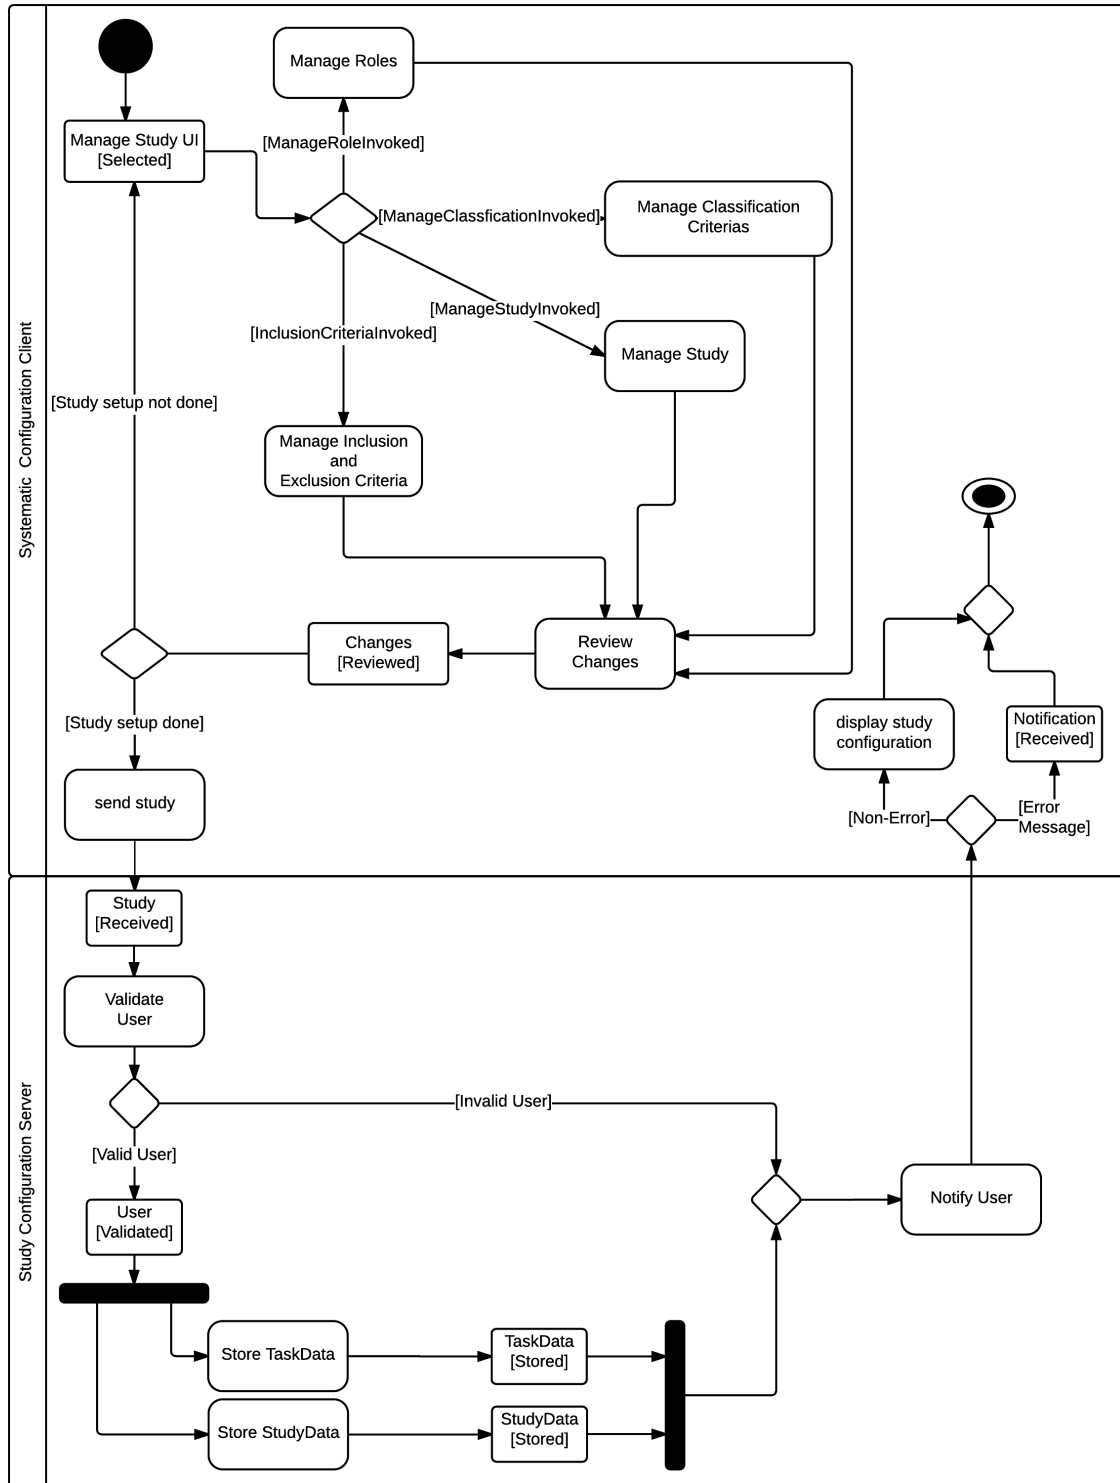 Systematic  Configuration Client
Manage Roles
Manage Study UI
[Selected]
[ManageRoleInvoked]
[ManageClassficationInvoked]
Manage Classification
Criterias
[ManageStudyInvoked]
[InclusionCriteriaInvoked]
Manage Study
[Study setup not done]
Manage Inclusion
and
Exclusion Criteria
Changes
[Reviewed]
Review
Changes
[Study setup done]
display study
configuration
Notification
[Received]
send study
[Non-Error]
[Error
Message]
Study Configuration Server
Study
[Received]
Validate
User
[Invalid User]
[Valid User]
User
[Validated]
Notify User
Store TaskData
TaskData
[Stored]
Store StudyData
StudyData
[Stored]